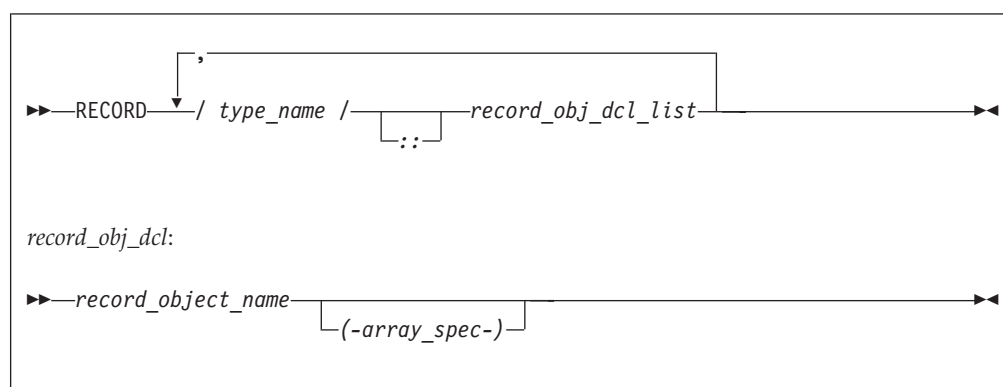 ,
RECORD / type_name / record_obj_dcl_list
::
record_obj_dcl:
record_object_name
(-array_spec-)